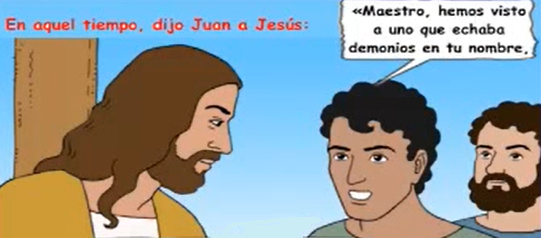 En aquel tiempo, dijo Juan a Jesús:
«Maestro, hemos visto
a uno que echaba
demonios en tu nombre,